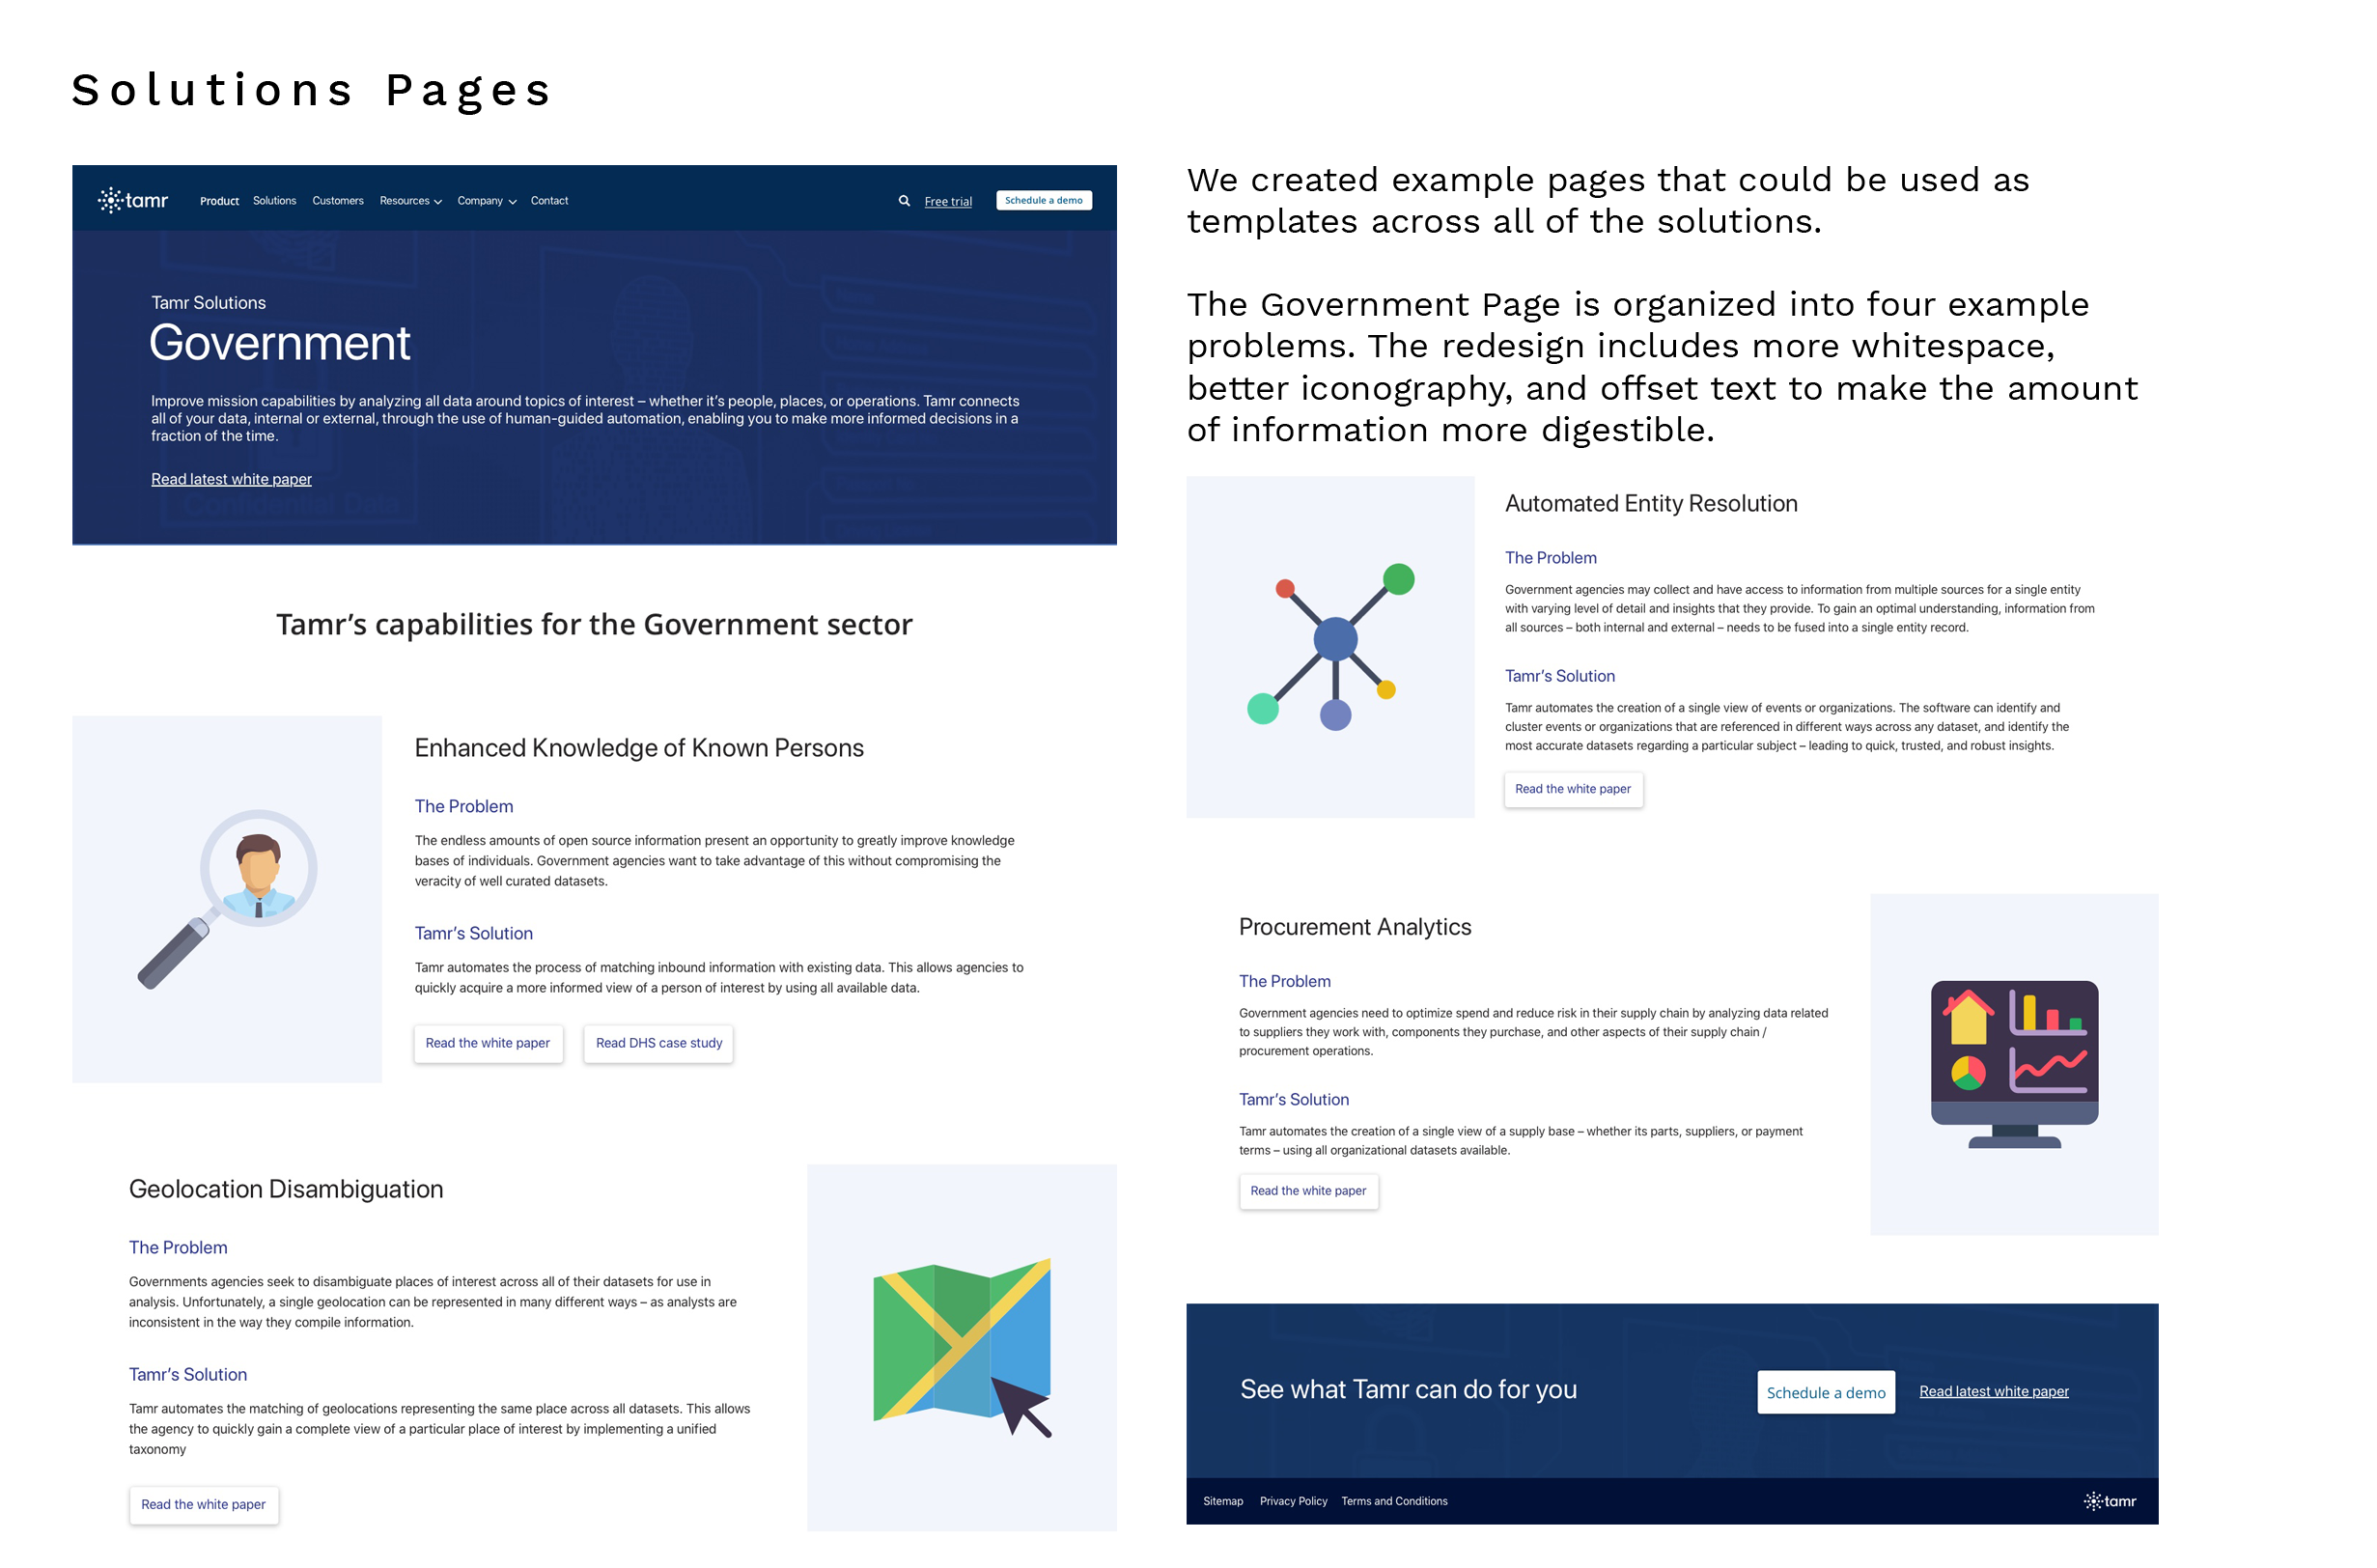 Solutions Pages
tamr
Product Solutions Customers Resources Company Contact
Free trial
Schedule a demo
Tamr Solutions
Government
Improve mission capabilities by analyzing all data around topics of interest – whether it's people, places, or operations. Tamr connects
all of your data, internal or external, through the use of human-guided automation, enabling you to make more informed decisions in a
fraction of the time.
Read latest white paper
Confidential Data
Tamr's capabilities for the Government sector
Enhanced Knowledge of Known Persons
The Problem
The endless amounts of open source information present an opportunity to greatly improve knowledge
bases of individuals. Government agencies want to take advantage of this without compromising the
veracity of well curated datasets.
Tamr's Solution
Tamr automates the process of matching inbound information with existing data. This allows agencies to
quickly acquire a more informed view of a person of interest by using all available data.
Read the white paper
Read DHS case study
Geolocation Disambiguation
The Problem
Governments agencies seek to disambiguate places of interest across all of their datasets for use in
analysis. Unfortunately, a single geolocation can be represented in many different ways – as analysts are
inconsistent in the way they compile information.
Tamr's Solution
Tamr automates the matching of geolocations representing the same place across all datasets. This allows
the agency to quickly gain a complete view of a particular place of interest by implementing a unified
taxonomy
Read the white paper
We created example pages that could be used as
templates across all of the solutions.
The Government Page is organized into four example
problems. The redesign includes more whitespace,
better iconography, and offset text to make the amount
of information more digestible.
Automated Entity Resolution
The Problem
Government agencies may collect and have access to information from multiple sources for a single entity
with varying level of detail and insights that they provide. To gain an optimal understanding, information from
all sources – both internal and external – needs to be fused into a single entity record.
Tamr's Solution
Tamr automates the creation of a single view of events or organizations. The software can identify and
cluster events or organizations that are referenced in different ways across any dataset, and identify the
most accurate datasets regarding a particular subject – leading to quick, trusted, and robust insights.
Read the white paper
Procurement Analytics
The Problem
Government agencies need to optimize spend and reduce risk in their supply chain by analyzing data related
to suppliers they work with, components they purchase, and other aspects of their supply chain /
procurement operations.
Tamr's Solution
Tamr automates the creation of a single view of a supply base – whether its parts, suppliers, or payment
terms – using all organizational datasets available.
Read the white paper
See what Tamr can do for you
Schedule a demo
Read latest white paper
Sitemap Privacy Policy Terms and Conditions
tamr